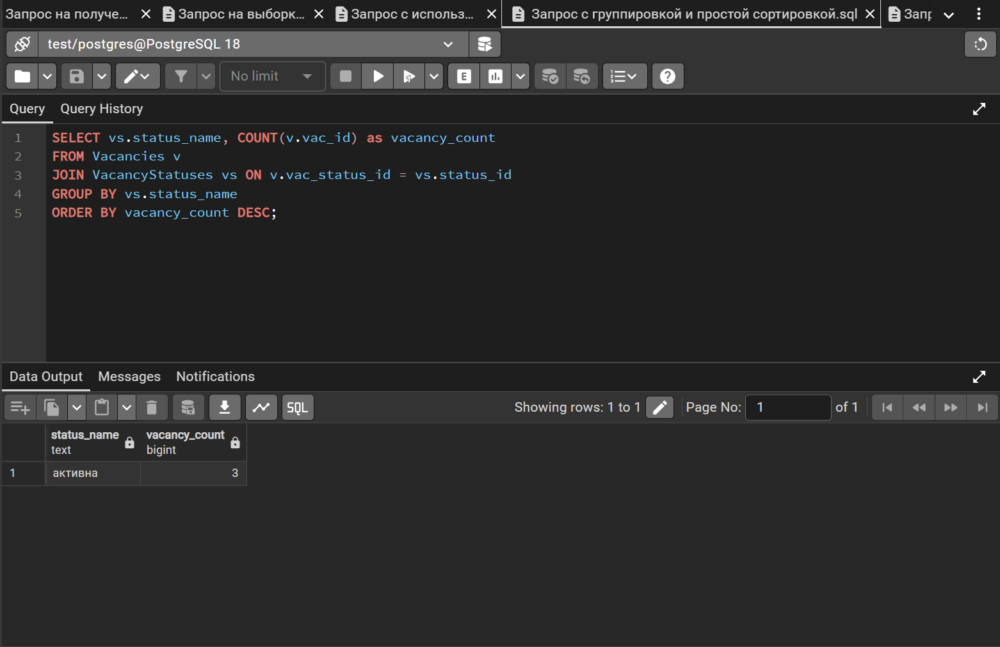 Запрос на получе... Запрос на выборк... Запрос с использ... Запрос с группировкой и простой сортировкой.sql Запр
test/postgres@PostgreSQL 18
No limit
Query Query History
1 SELECT vs.status_name, COUNT(v.vac_id) as vacancy_count
2 FROM Vacancies v
3 JOIN VacancyStatuses vs ON v.vac_status_id = vs.status_id
4 GROUP BY vs.status_name
5 ORDER BY vacancy_count DESC;
Data Output Messages Notifications
SQL Showing rows: 1 to 1 Page No: 1 of 1
status_name vacancy_count
text bigint
1 активна 3